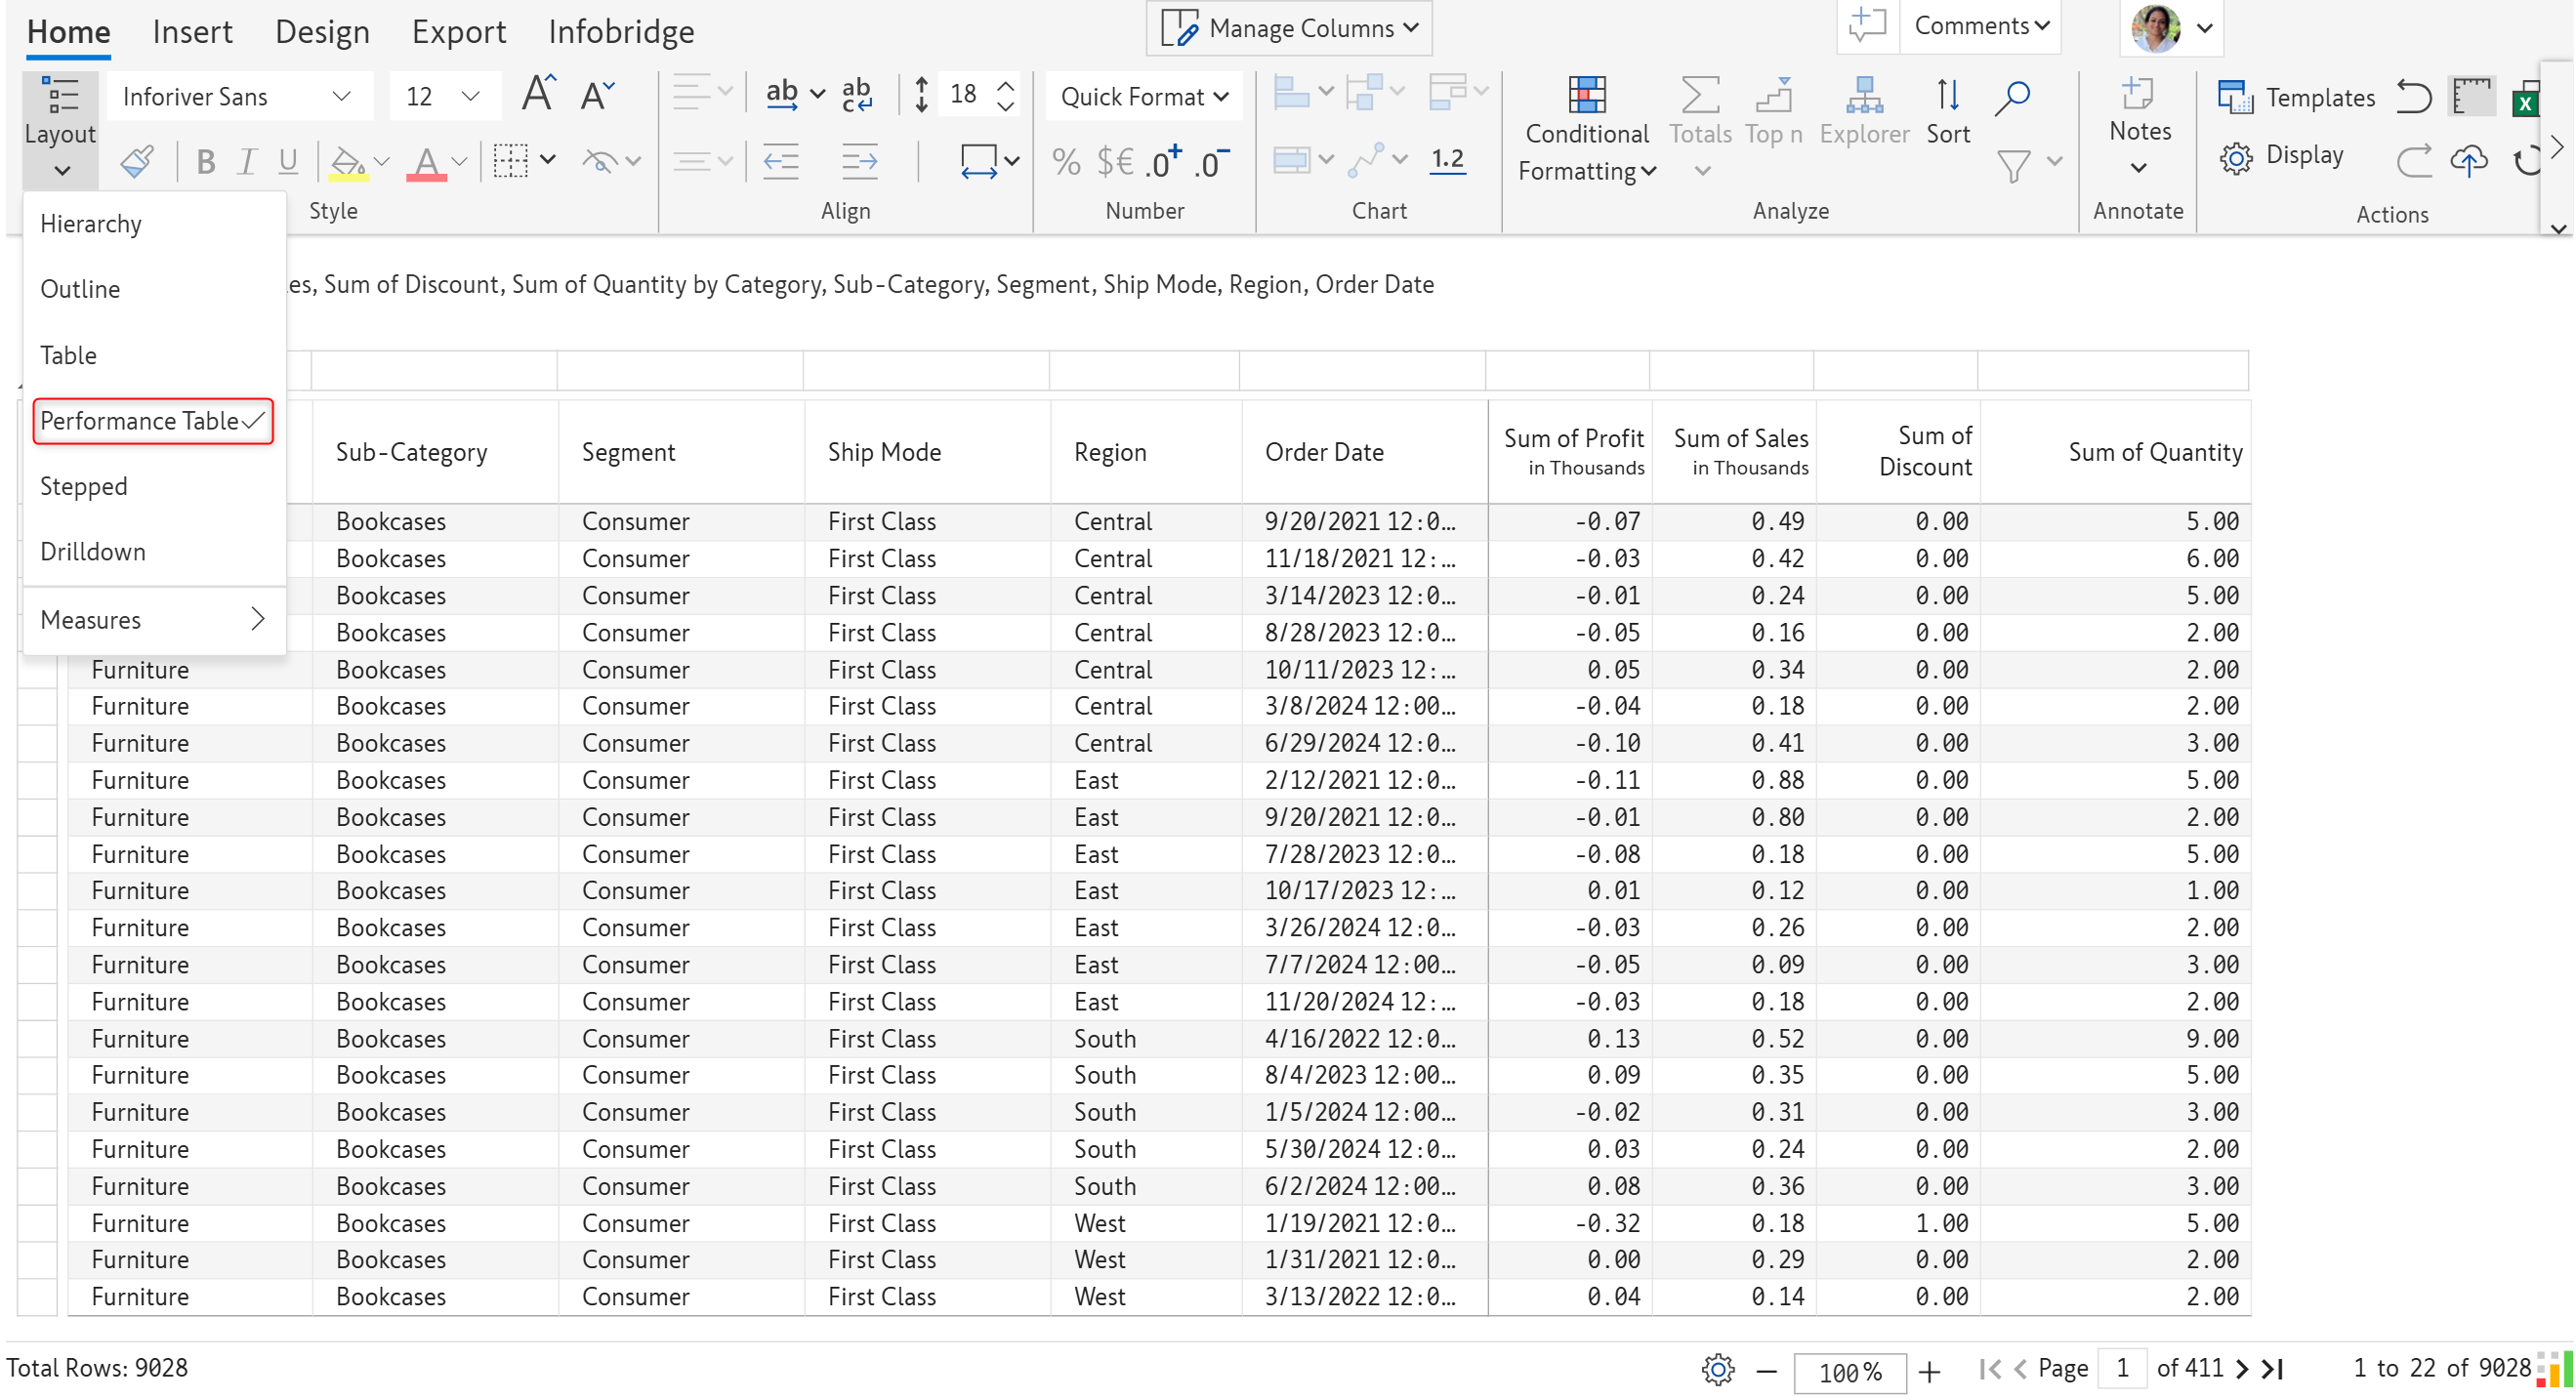 Home Insert Design Export Infobridge Manage Columns Comments
Inforiver Sans 12 A A ab ab c 18 Quick Format Templates
Layout B I U A % $€ .0+ .0- 1.2 Conditional Formatting Totals Top n Explorer Sort Notes Display
Style Align Number Chart Analyze Annotate Actions
Hierarchy
Outline
Table
Performance Table
Stepped
Drilldown
Measures
es, Sum of Discount, Sum of Quantity by Category, Sub-Category, Segment, Ship Mode, Region, Order Date
Sub-Category Segment Ship Mode Region Order Date Sum of Profit in Thousands Sum of Sales in Thousands Sum of Discount Sum of Quantity
Bookcases Consumer First Class Central 9/20/2021 12:0... -0.07 0.49 0.00 5.00
Bookcases Consumer First Class Central 11/18/2021 12:... -0.03 0.42 0.00 6.00
Bookcases Consumer First Class Central 3/14/2023 12:0... -0.01 0.24 0.00 5.00
Bookcases Consumer First Class Central 8/28/2023 12:0... -0.05 0.16 0.00 2.00
Furniture Bookcases Consumer First Class Central 10/11/2023 12:... 0.05 0.34 0.00 2.00
Furniture Bookcases Consumer First Class Central 3/8/2024 12:00... -0.04 0.18 0.00 2.00
Furniture Bookcases Consumer First Class Central 6/29/2024 12:0... -0.10 0.41 0.00 3.00
Furniture Bookcases Consumer First Class East 2/12/2021 12:0... -0.11 0.88 0.00 5.00
Furniture Bookcases Consumer First Class East 9/20/2021 12:0... -0.01 0.80 0.00 2.00
Furniture Bookcases Consumer First Class East 7/28/2023 12:0... -0.08 0.18 0.00 5.00
Furniture Bookcases Consumer First Class East 10/17/2023 12:... 0.01 0.12 0.00 1.00
Furniture Bookcases Consumer First Class East 3/26/2024 12:0... -0.03 0.26 0.00 2.00
Furniture Bookcases Consumer First Class East 7/7/2024 12:00... -0.05 0.09 0.00 3.00
Furniture Bookcases Consumer First Class East 11/20/2024 12:... -0.03 0.18 0.00 2.00
Furniture Bookcases Consumer First Class South 4/16/2022 12:0... 0.13 0.52 0.00 9.00
Furniture Bookcases Consumer First Class South 8/4/2023 12:00... 0.09 0.35 0.00 5.00
Furniture Bookcases Consumer First Class South 1/5/2024 12:00... -0.02 0.31 0.00 3.00
Furniture Bookcases Consumer First Class South 5/30/2024 12:0... 0.03 0.24 0.00 2.00
Furniture Bookcases Consumer First Class South 6/2/2024 12:00... 0.08 0.36 0.00 3.00
Furniture Bookcases Consumer First Class West 1/19/2021 12:0... -0.32 0.18 1.00 5.00
Furniture Bookcases Consumer First Class West 1/31/2021 12:0... 0.00 0.29 0.00 2.00
Furniture Bookcases Consumer First Class West 3/13/2022 12:0... 0.04 0.14 0.00 2.00
Total Rows: 9028 100% Page 1 of 411 1 to 22 of 9028